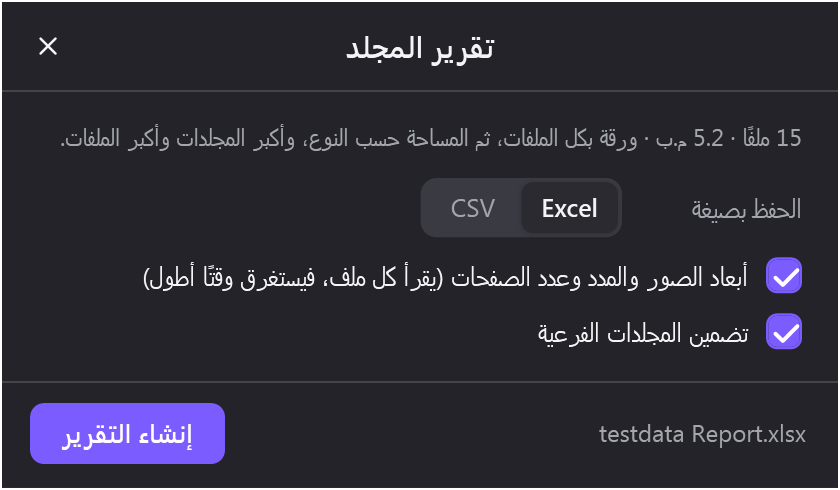 تقرير المجلد
15 ملفًا · 5.2 م.ب · ورقة بكل الملفات، ثم المساحة حسب النوع، وأكبر المجلدات وأكبر الملفات.
الحفظ بصيغة Excel CSV
أبعاد الصور والمدد وعدد الصفحات (يقرأ كل ملف، فيستغرق وقتًا أطول)
تضمين المجلدات الفرعية
testdata Report.xlsx إنشاء التقرير